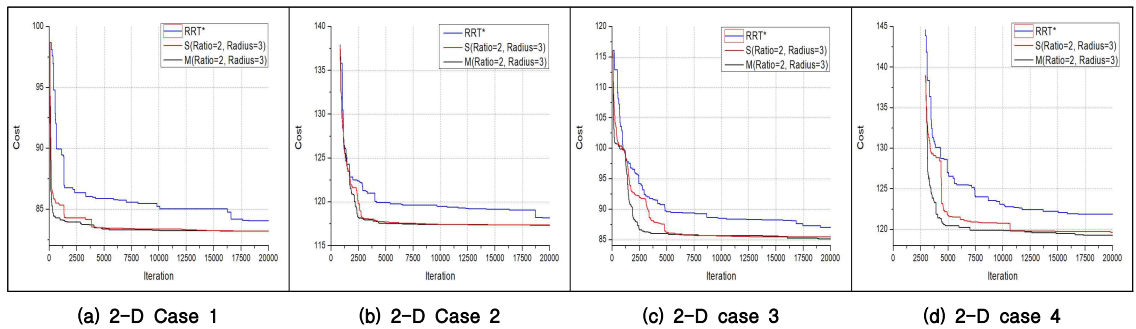 100
95
90
85
Cost
RRT*
S(Ratio=2, Radius=3)
M(Ratio=2, Radius=3)
0 2500 5000 7500 10000 12500 15000 17500 20000
Iteration
(a) 2-D Case 1
140
135
130
125
120
115
Cost
RRT*
S(Ratio=2, Radius=3)
M(Ratio=2, Radius=3)
0 2500 5000 7500 10000 12500 15000 17500 20000
Iteration
(b) 2-D Case 2
120
115
110
105
100
95
90
85
Cost
RRT*
S(Ratio=2, Radius=3)
M(Ratio=2, Radius=3)
0 2500 5000 7500 10000 12500 15000 17500 20000
Iteration
(c) 2-D case 3
145
140
135
130
125
120
Cost
RRT*
S(Ratio=2, Radius=3)
M(Ratio=2, Radius=3)
0 2500 5000 7500 10000 12500 15000 17500 20000
Iteration
(d) 2-D case 4